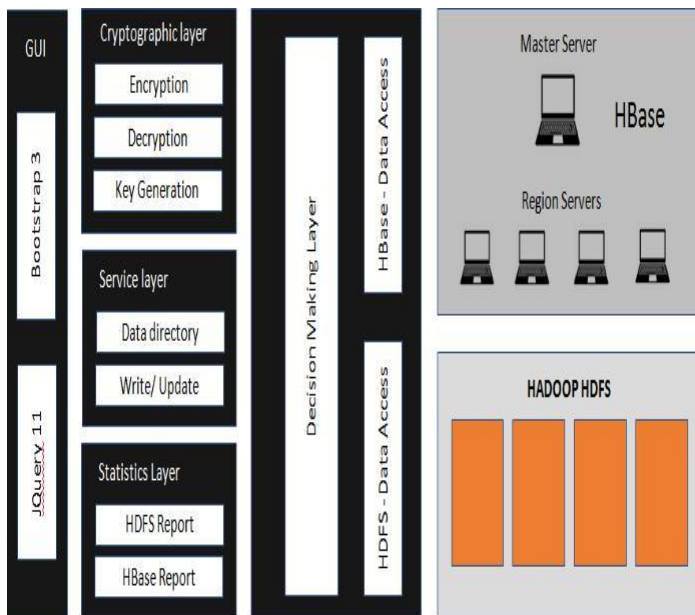 GUI
Bootstrap 3
JQuery 11
Cryptographic layer
Encryption
Decryption
Key Generation
Service layer
Data directory
Write/ Update
Statistics Layer
HDFS Report
HBase Report
Decision Making Layer
HBase - Data Access
HDFS - Data Access
Master Server
HBase
Region Servers
HADOOP HDFS